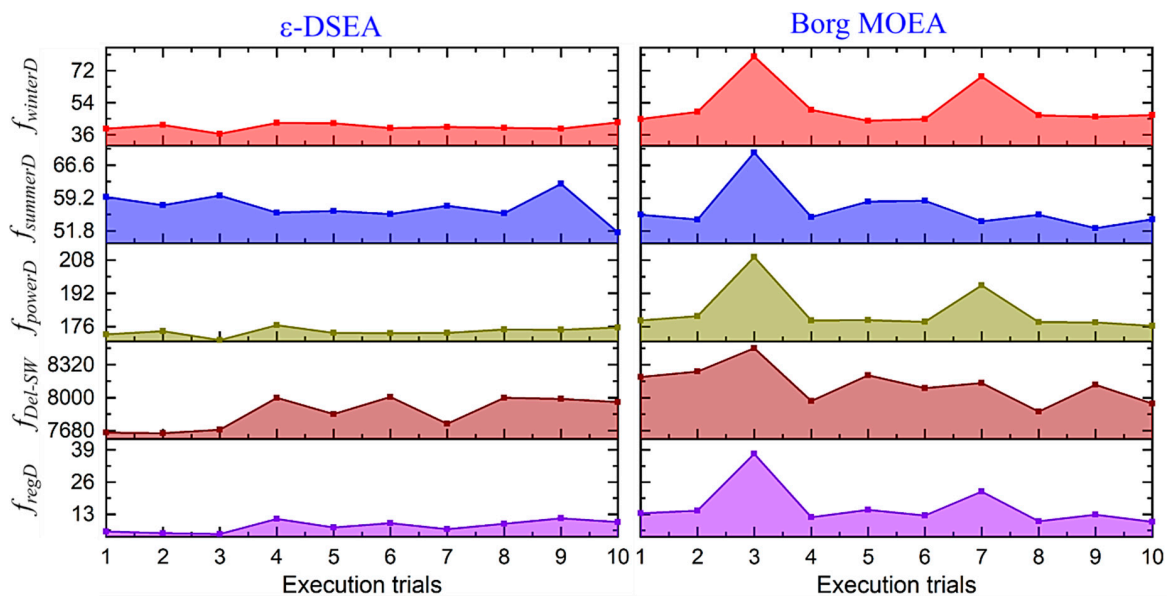 ε-DSEA Borg MOEA
f_winterD 72 54 36
f_summerD 66.6 59.2 51.8
f_powerD 208 192 176
f_Del-SW 8320 8000 7680
f_regD 39 26 13
1 2 3 4 5 6 7 8 9 10 1 2 3 4 5 6 7 8 9 10
Execution trials Execution trials